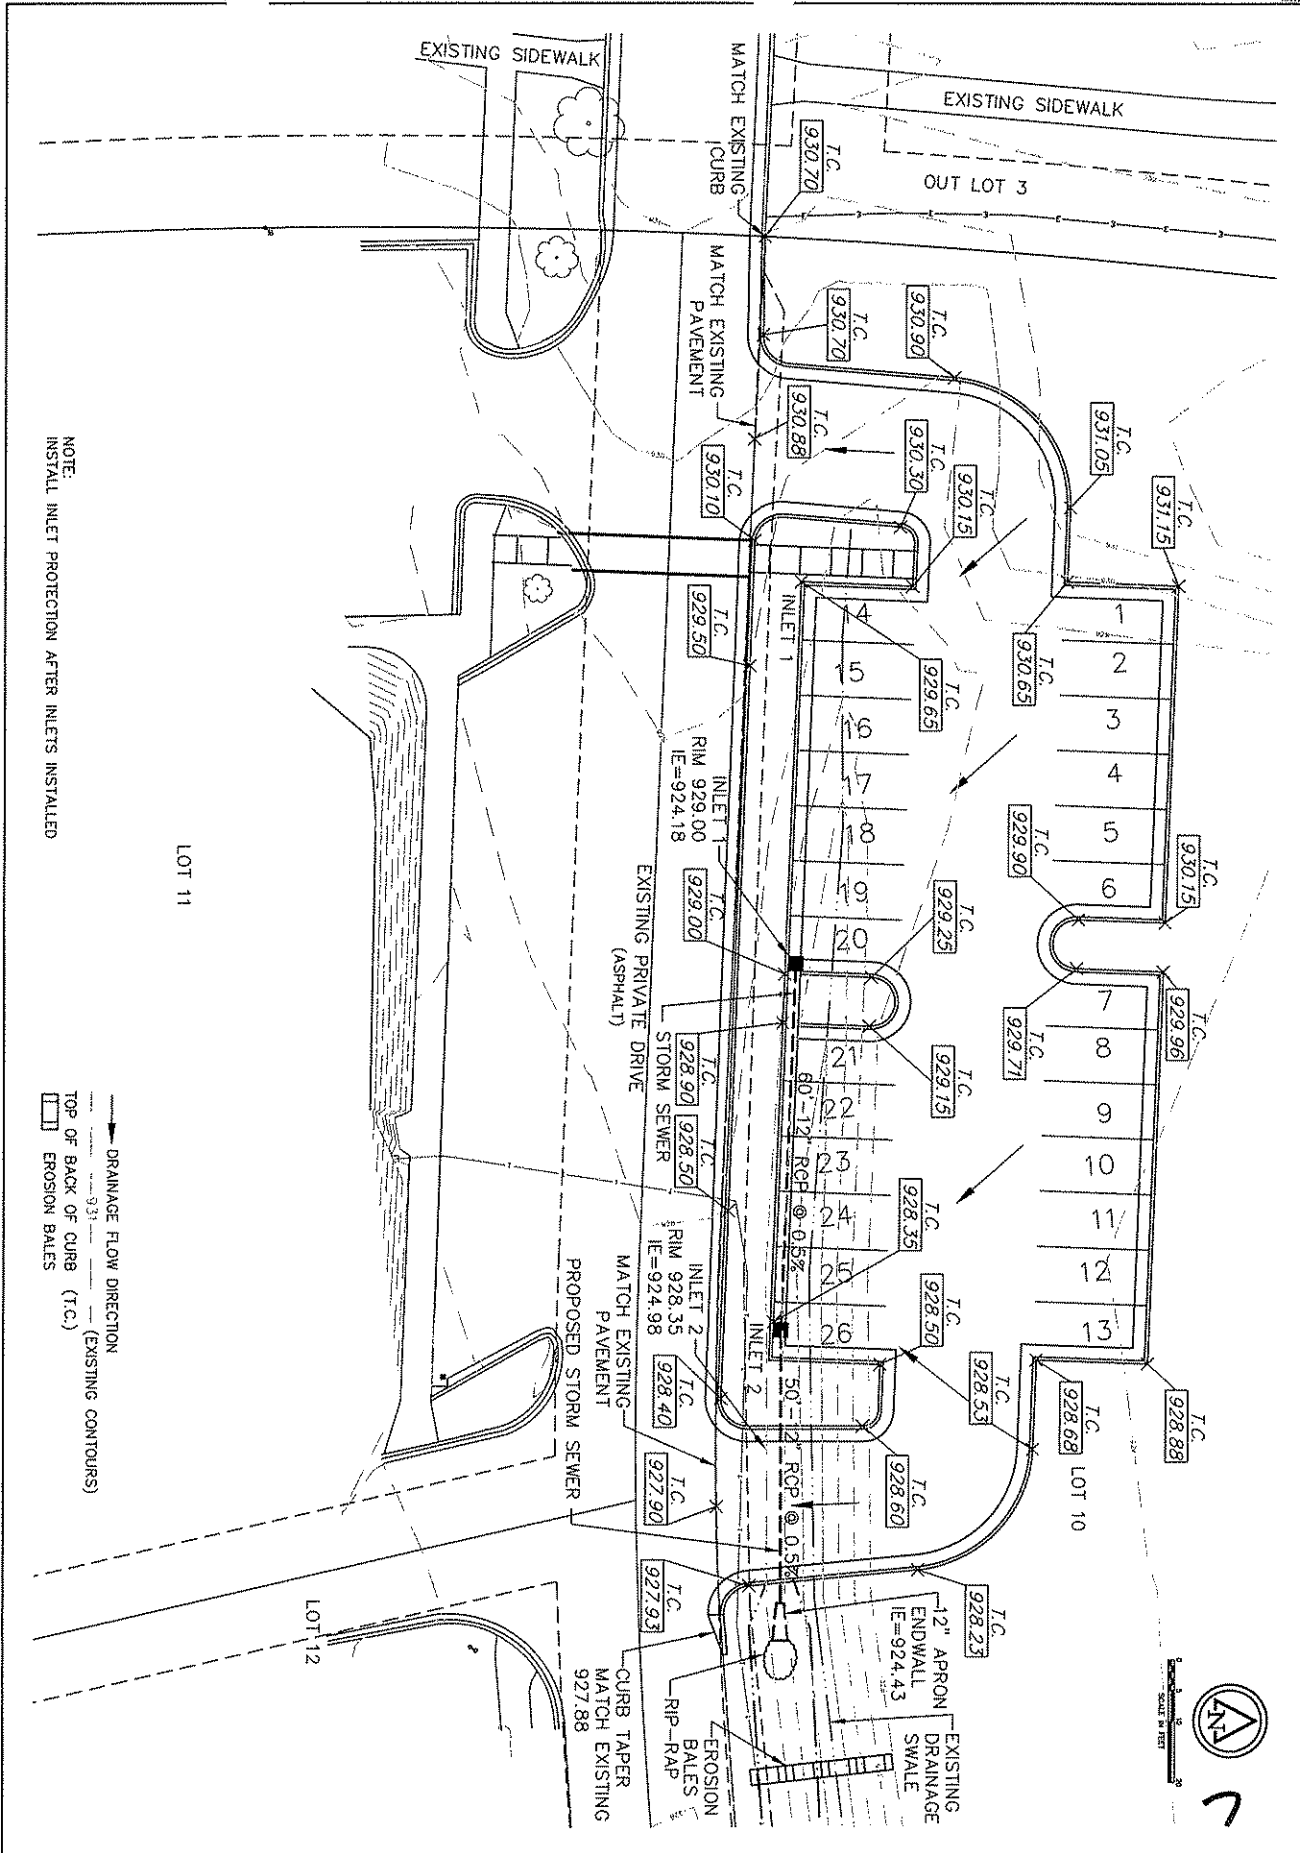 EXISTING SIDEWALK
MATCH EXISTING
CURB
T.C.
930.70
EXISTING SIDEWALK
OUT LOT 3
MATCH EXISTING
PAVEMENT
T.C.
930.70
T.C.
930.90
T.C.
930.88
T.C.
930.30
T.C.
931.05
T.C.
930.10
T.C.
930.15
T.C.
931.15
T.C.
929.50
INLET 1
T.C.
929.65
T.C.
930.65
14
15
16
17
18
19
20
21
22
23
24
25
26
1
2
3
4
5
6
7
8
9
10
11
12
13
INLET 1
RIM 929.00
IE=924.18
T.C.
929.00
T.C.
929.25
T.C.
929.90
T.C.
930.15
EXISTING PRIVATE DRIVE
(ASPHALT)
STORM SEWER
T.C.
928.90
T.C.
929.15
T.C.
929.71
T.C.
929.96
T.C.
928.50
60'-12" RCP @ 0.5%
T.C.
928.35
INLET 2
RIM 928.35
IE=924.98
INLET 2
T.C.
928.50
T.C.
928.53
T.C.
928.68
T.C.
928.88
LOT 10
MATCH EXISTING
PAVEMENT
PROPOSED STORM SEWER
T.C.
928.40
50'-12" RCP @ 0.5%
T.C.
928.60
T.C.
927.90
T.C.
927.93
T.C.
928.23
12" APRON
ENDWALL
IE=924.43
CURB TAPER
MATCH EXISTING
927.88
RIP-RAP
EROSION
BALES
EXISTING
DRAINAGE
SWALE
LOT 11
LOT 12
NOTE:
INSTALL INLET PROTECTION AFTER INLETS INSTALLED
DRAINAGE FLOW DIRECTION
931 (EXISTING CONTOURS)
TOP OF BACK OF CURB (T.C.)
EROSION BALES
N
0 5 10 20
SCALE IN FEET